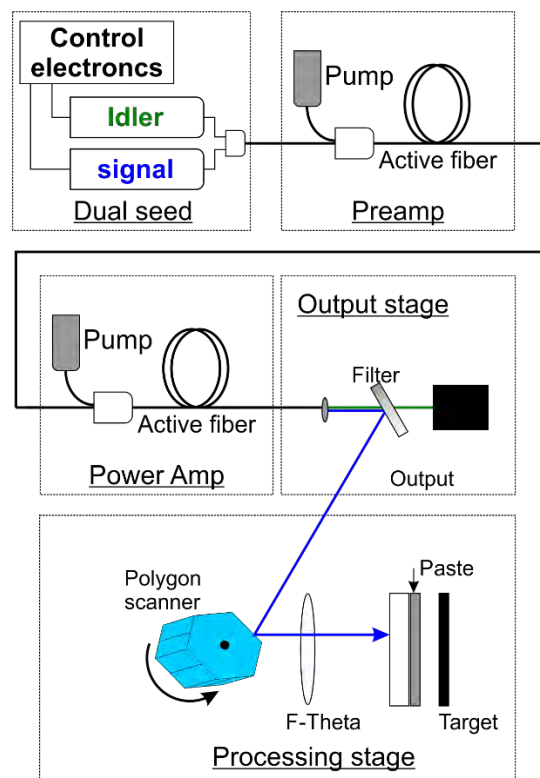 Control
electroncs
Idler
signal
Dual seed
Pump
Active fiber
Preamp
Pump
Active fiber
Power Amp
Output stage
Filter
Output
Polygon
scanner
Paste
F-Theta
Target
Processing stage